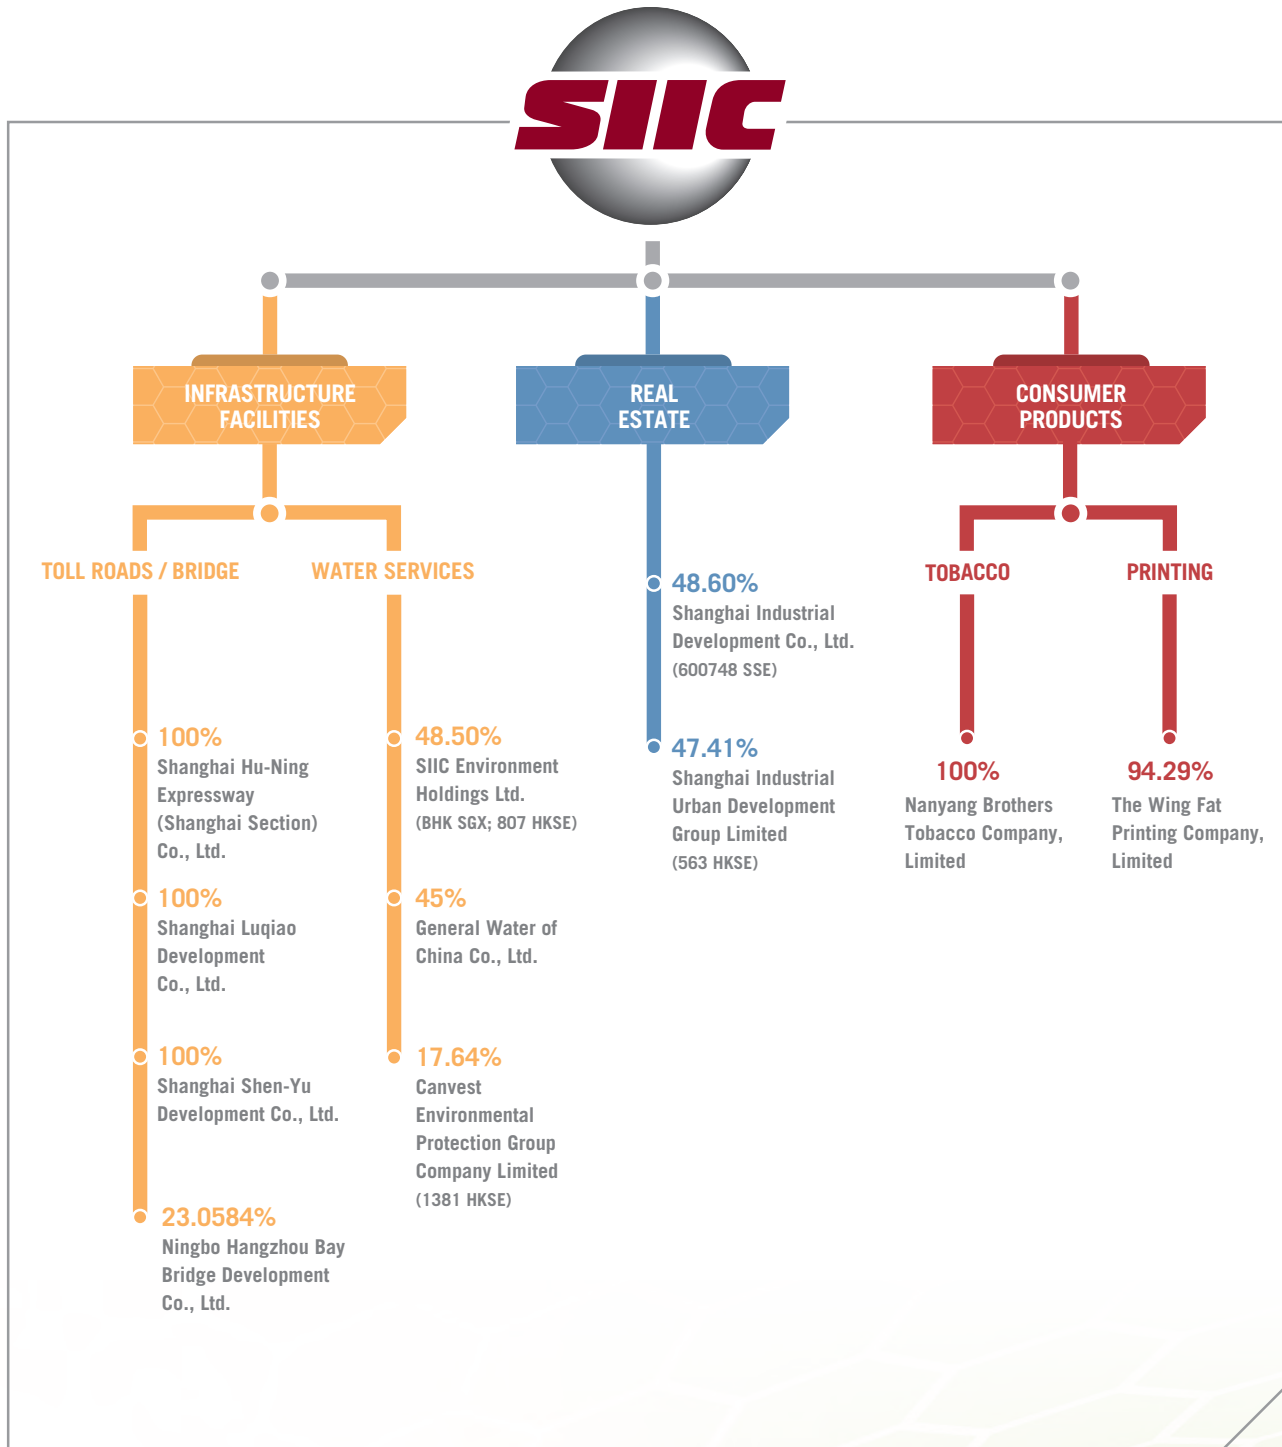 SIIC
INFRASTRUCTURE
FACILITIES
TOLL ROADS / BRIDGE
100%
Shanghai Hu-Ning
Expressway
(Shanghai Section)
Co., Ltd.
100%
Shanghai Luqiao
Development
Co., Ltd.
100%
Shanghai Shen-Yu
Development Co., Ltd.
23.0584%
Ningbo Hangzhou Bay
Bridge Development
Co., Ltd.
WATER SERVICES
48.50%
SIIC Environment
Holdings Ltd.
(BHK SGX; 807 HKSE)
45%
General Water of
China Co., Ltd.
17.64%
Canvest
Environmental
Protection Group
Company Limited
(1381 HKSE)
REAL
ESTATE
48.60%
Shanghai Industrial
Development Co., Ltd.
(600748 SSE)
47.41%
Shanghai Industrial
Urban Development
Group Limited
(563 HKSE)
CONSUMER
PRODUCTS
TOBACCO
100%
Nanyang Brothers
Tobacco Company,
Limited
PRINTING
94.29%
The Wing Fat
Printing Company,
Limited